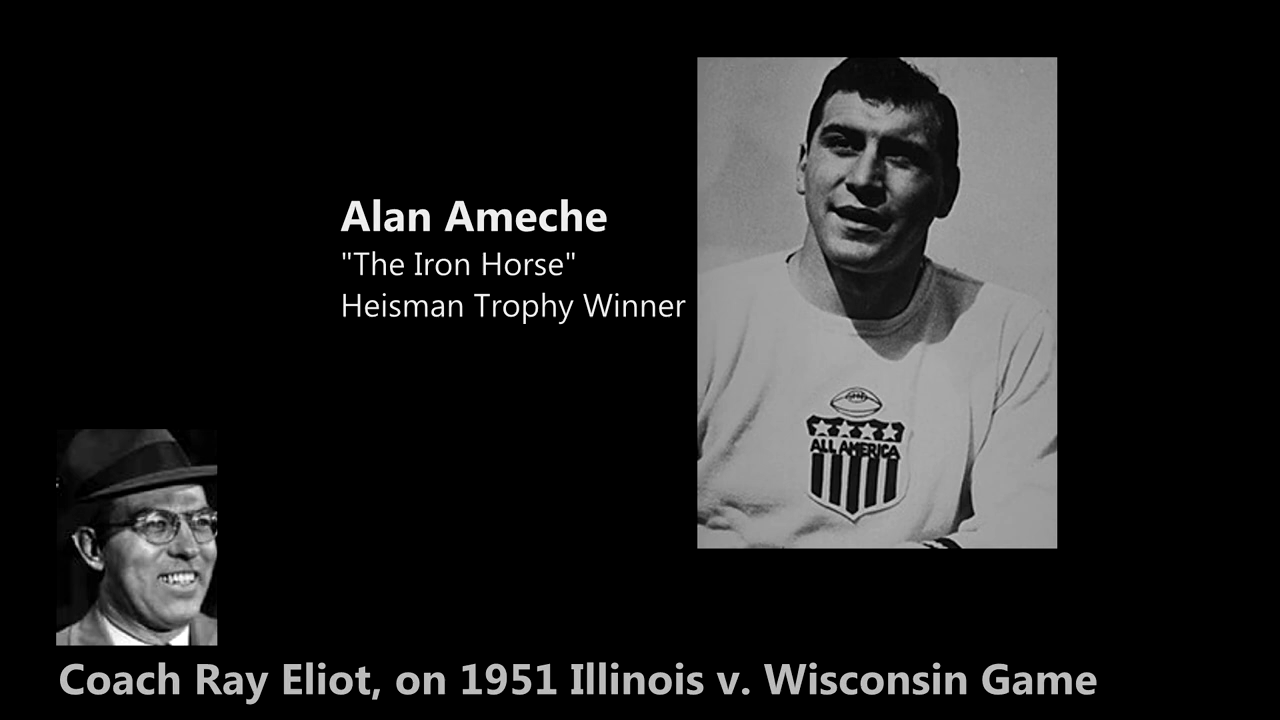 Alan Ameche
"The Iron Horse"
Heisman Trophy Winner
ALL AMERICA
Coach Ray Eliot, on 1951 Illinois v. Wisconsin Game